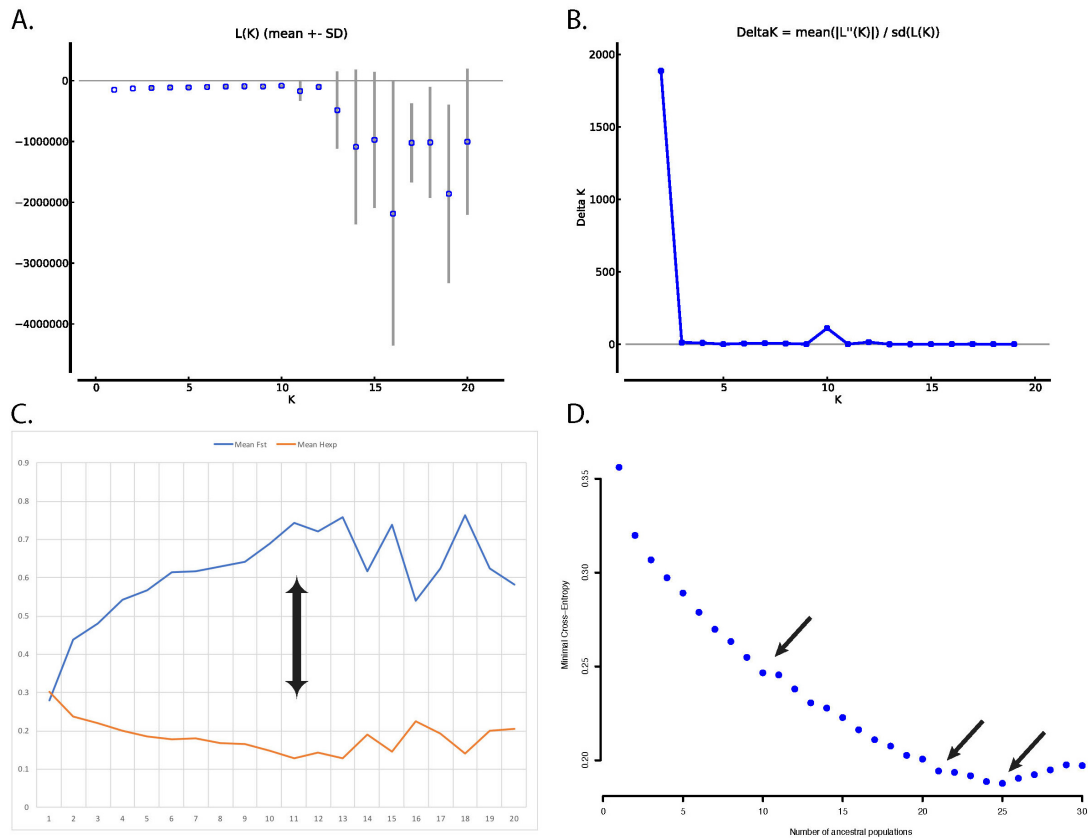 A.
L(K) (mean +- SD)
0
−1000000
−2000000
−3000000
−4000000
0 5 10 15 20
K
B.
DeltaK = mean(|L''(K)|) / sd(L(K))
2000
1500
1000
500
0
Delta K
5 10 15 20
K
C.
Mean Fst Mean Hexp
0.9
0.8
0.7
0.6
0.5
0.4
0.3
0.2
0.1
0
1 2 3 4 5 6 7 8 9 10 11 12 13 14 15 16 17 18 19 20
D.
0.35
0.30
0.25
0.20
Minimal Cross−Entropy
0 5 10 15 20 25 30
Number of ancestral populations